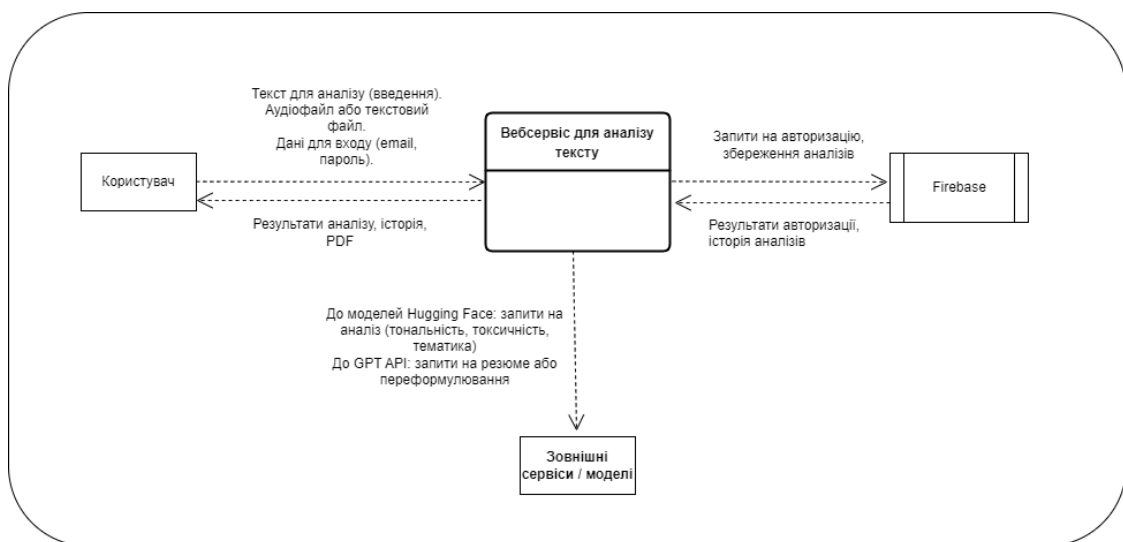 Текст для аналізу (введення).
Аудіофайл або текстовий
файл.
Дані для входу (email,
пароль).
Користувач
Результати аналізу, історія,
PDF
Вебсервіс для аналізу
тексту
Запити на авторизацію,
збереження аналізів
Firebase
Результати авторизації,
історія аналізів
До моделей Hugging Face: запити на
аналіз (тональність, токсичність,
тематика)
До GPT API: запити на резюме або
переформулювання
Зовнішні
сервіси / моделі